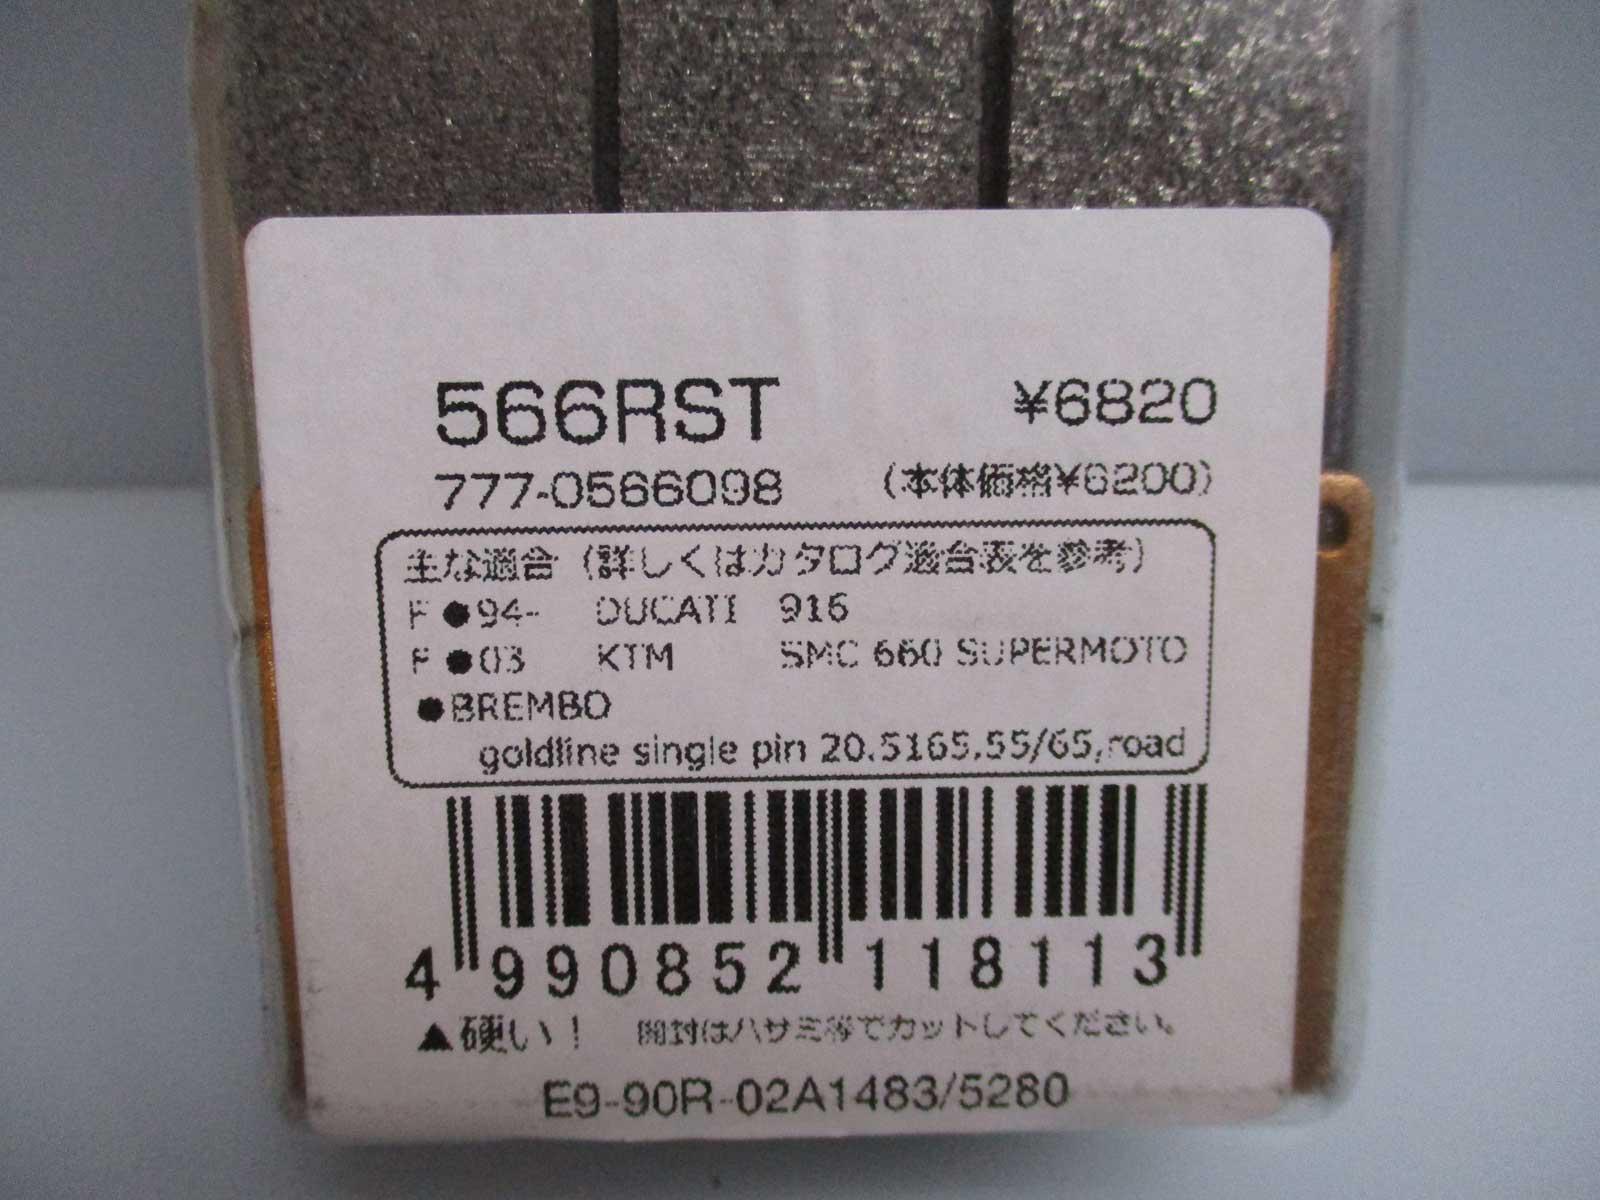 566RST ¥6820
777-0566098 (本体価格¥6200)
主な適合 (詳しくはカタログ適合表を参考)
F ●94- DUCATI 916
F ●03 KTM SMC 660 SUPERMOTO
●BREMBO
goldline single pin 20.5165.55/65,road
4 990852 118113
▲硬い! 開封はハサミ等でカットしてください。
E9-90R-02A1483/5280